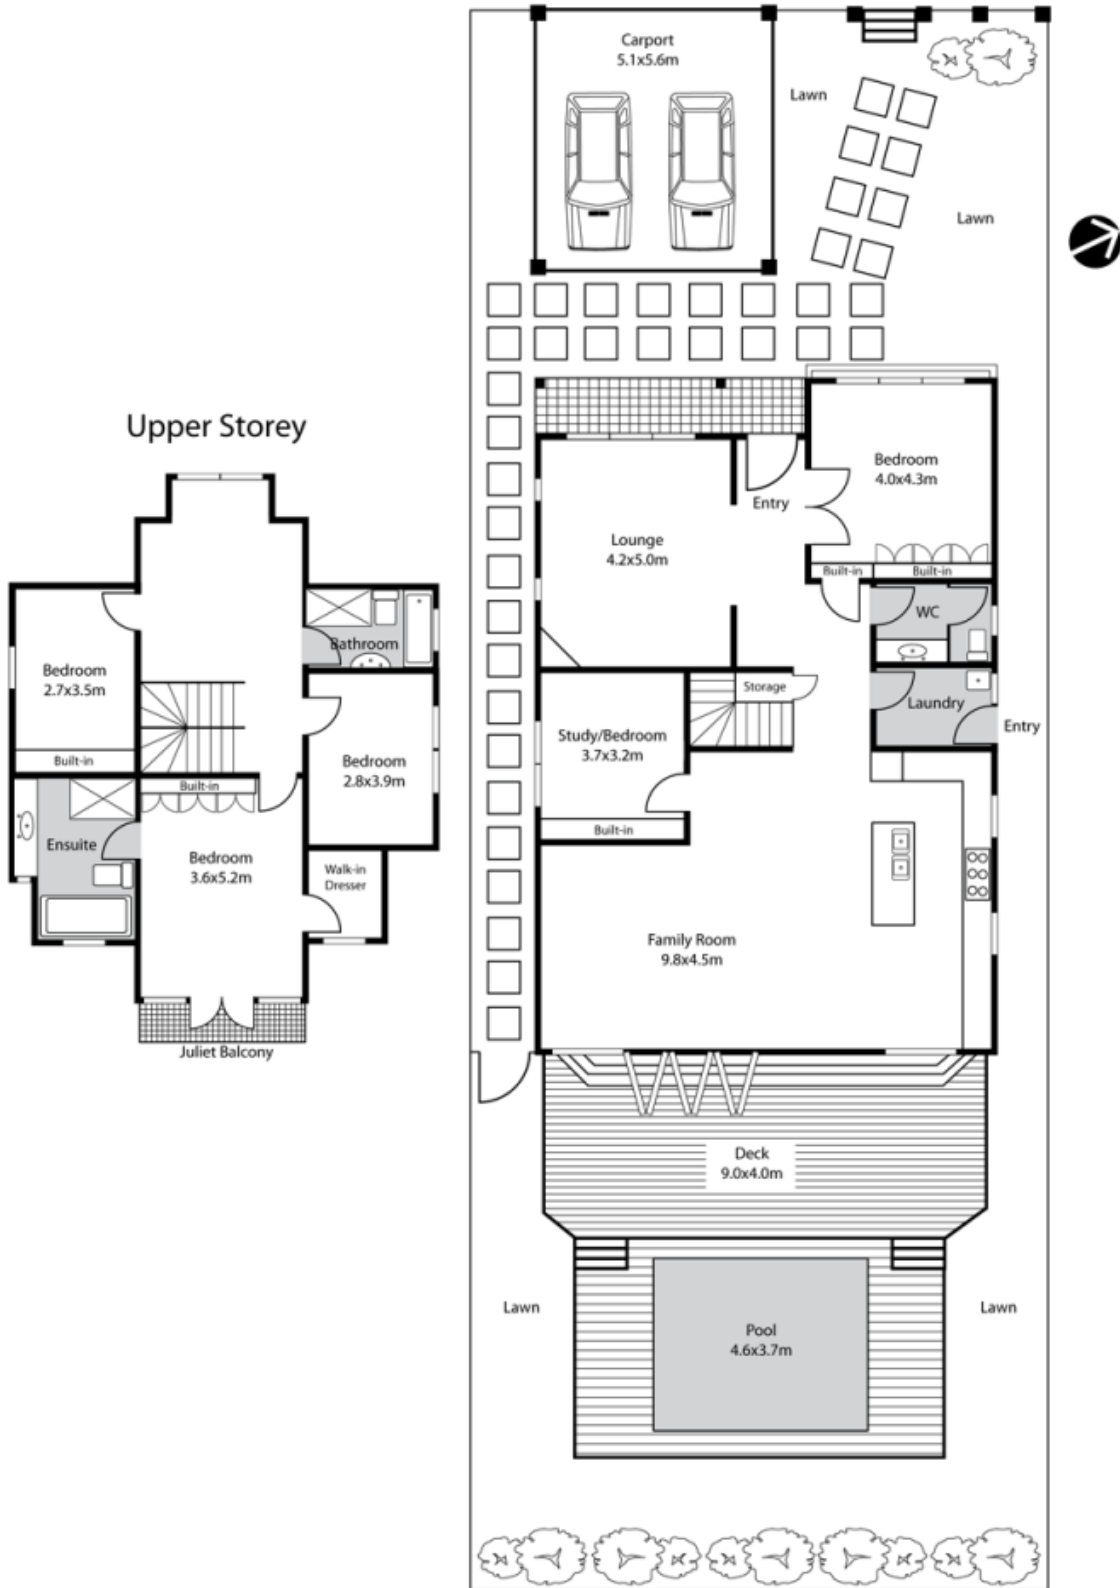 Upper Storey
Bedroom
2.7x3.5m
Built-in
Bathroom
Bedroom
2.8x3.9m
Built-in
Ensuite
Bedroom
3.6x5.2m
Walk-in
Dresser
Juliet Balcony
Carport
5.1x5.6m
Lawn
Lawn
Bedroom
4.0x4.3m
Entry
Lounge
4.2x5.0m
Built-in
Built-in
WC
Storage
Laundry
Entry
Study/Bedroom
3.7x3.2m
Built-in
Family Room
9.8x4.5m
Deck
9.0x4.0m
Lawn
Lawn
Pool
4.6x3.7m